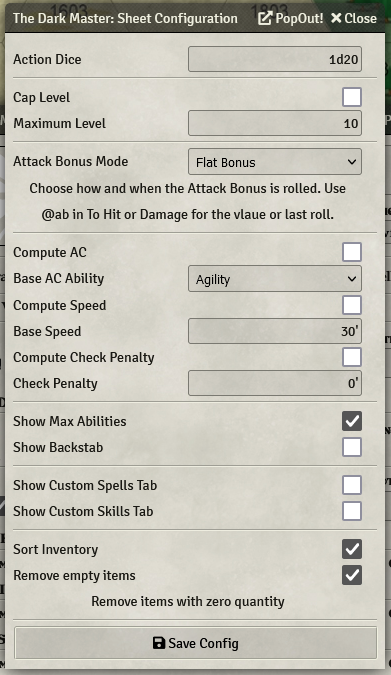 1603
1803
The Dark Master: Sheet Configuration PopOut! Close
Action Dice 1d20
Cap Level
Maximum Level 10
Attack Bonus Mode Flat Bonus
Choose how and when the Attack Bonus is rolled. Use
@ab in To Hit or Damage for the vlaue or last roll.
Compute AC
Base AC Ability Agility
Compute Speed
Base Speed 30'
Compute Check Penalty
Check Penalty 0'
Show Max Abilities
Show Backstab
Show Custom Spells Tab
Show Custom Skills Tab
Sort Inventory
Remove empty items
Remove items with zero quantity
Save Config